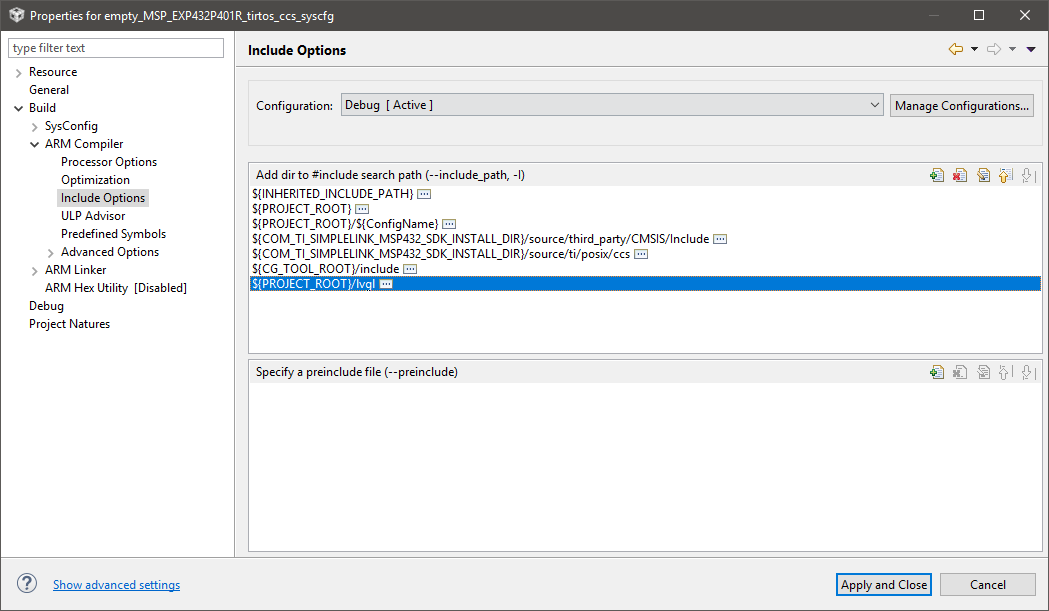 Properties for empty_MSP_EXP432P401R_tirtos_ccs_syscfg
type filter text
Resource
General
Build
SysConfig
ARM Compiler
Processor Options
Optimization
Include Options
ULP Advisor
Predefined Symbols
Advanced Options
ARM Linker
ARM Hex Utility [Disabled]
Debug
Project Natures
Include Options
Configuration: Debug [ Active ] Manage Configurations...
Add dir to #include search path (--include_path, -I)
${INHERITED_INCLUDE_PATH}
${PROJECT_ROOT}
${PROJECT_ROOT}/${ConfigName}
${COM_TI_SIMPLELINK_MSP432_SDK_INSTALL_DIR}/source/third_party/CMSIS/Include
${COM_TI_SIMPLELINK_MSP432_SDK_INSTALL_DIR}/source/ti/posix/ccs
${CG_TOOL_ROOT}/include
${PROJECT_ROOT}/lvgl
Specify a preinclude file (--preinclude)
Show advanced settings
Apply and Close Cancel